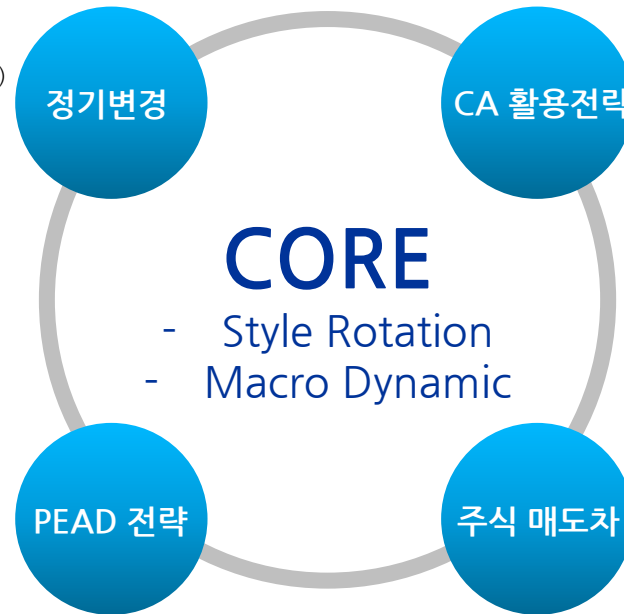 )
정기변경
CA 활용전략
CORE
- Style Rotation
- Macro Dynamic
PEAD 전략
주식 매도차